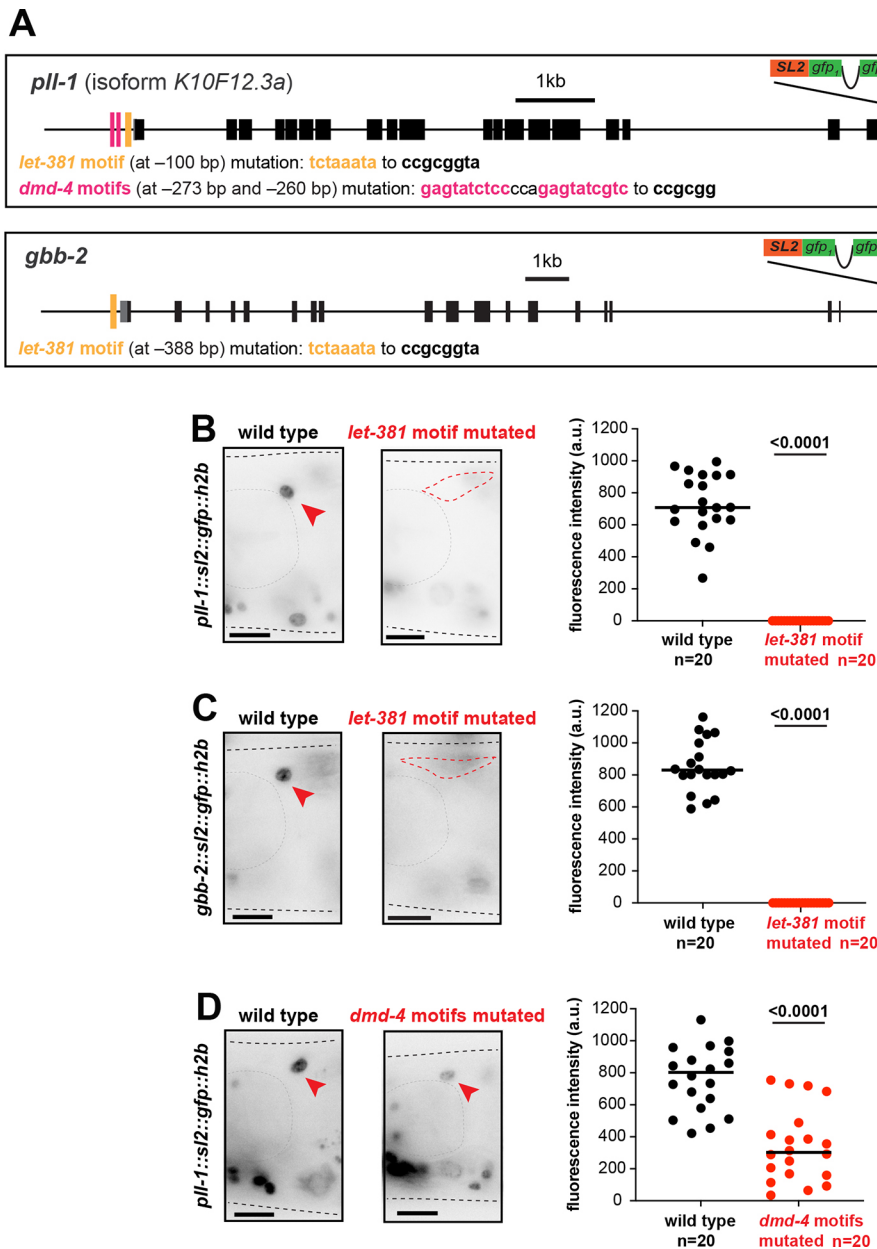 A
pll-1 (isoform K10F12.3a)
1kb
SL2 gfp1
let-381 motif (at –100 bp) mutation: tctaaata to ccgcggta
dmd-4 motifs (at –273 bp and –260 bp) mutation: gagtatctcccccagagtatcgtc to ccgcgg
gbb-2
1kb
SL2 gfp1
let-381 motif (at –388 bp) mutation: tctaaata to ccgcggta
B
wild type
let-381 motif mutated
pll-1::sl2::gfp::h2b
fluorescence intensity (a.u.)
1200
1000
800
600
400
200
0
<0.0001
wild type
n=20
let-381 motif
mutated n=20
C
wild type
let-381 motif mutated
gbb-2::sl2::gfp::h2b
fluorescence intensity (a.u.)
1200
1000
800
600
400
200
0
<0.0001
wild type
n=20
let-381 motif
mutated n=20
D
wild type
dmd-4 motifs mutated
pll-1::sl2::gfp::h2b
fluorescence intensity (a.u.)
1200
1000
800
600
400
200
0
<0.0001
wild type
n=20
dmd-4 motifs
mutated n=20